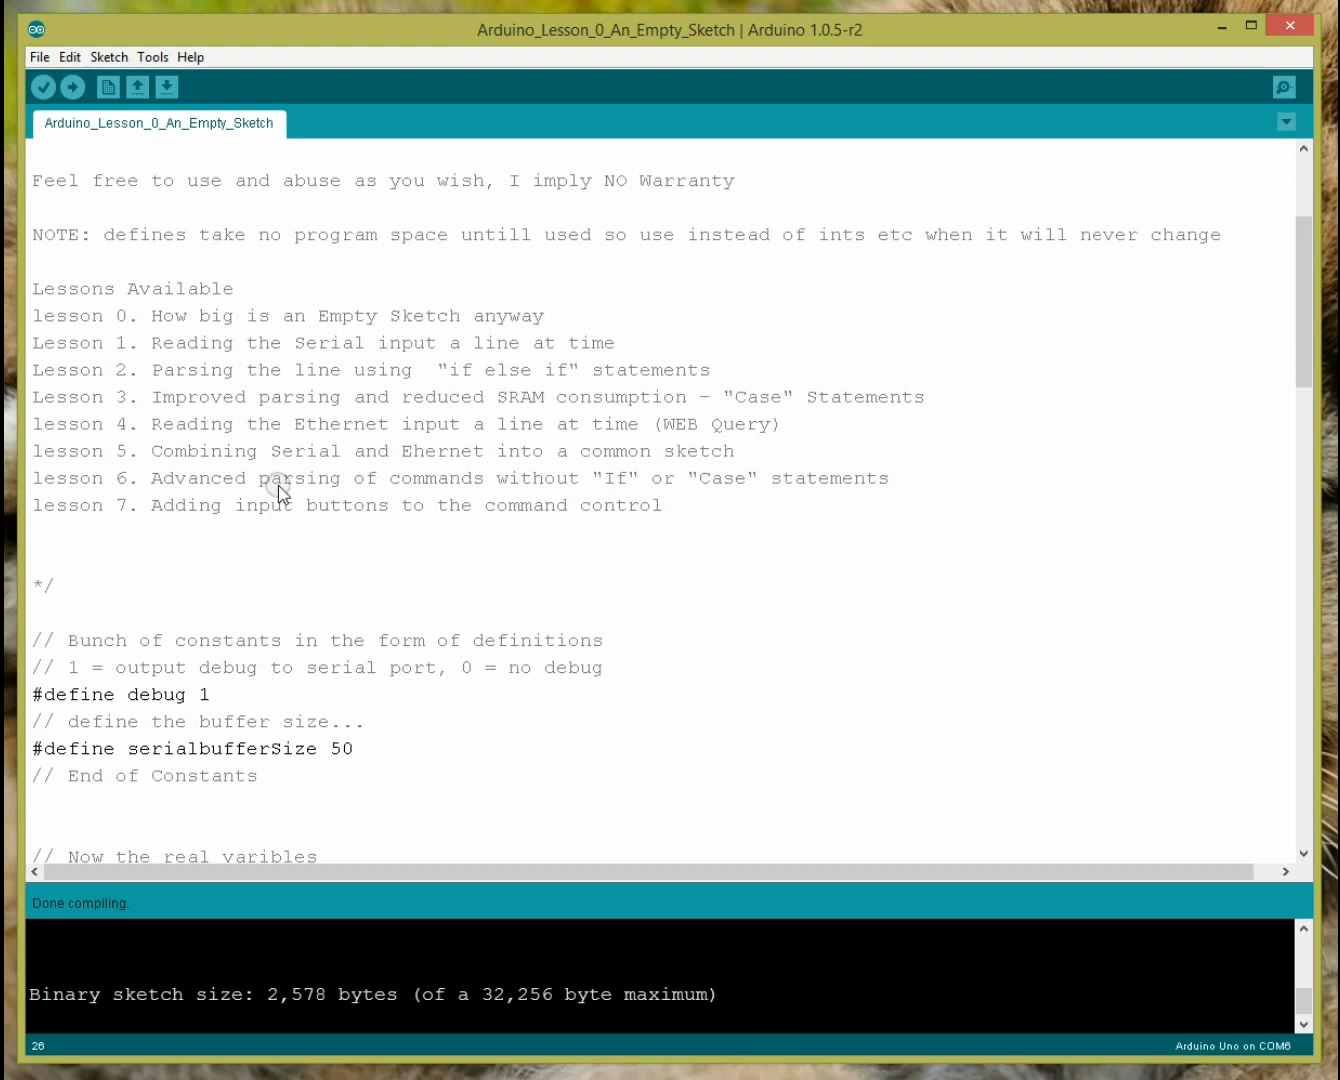 Arduino_Lesson_0_An_Empty_Sketch | Arduino 1.0.5-r2
File Edit Sketch Tools Help
Arduino_Lesson_0_An_Empty_Sketch
Feel free to use and abuse as you wish, I imply NO Warranty
NOTE: defines take no program space untill used so use instead of ints etc when it will never change
Lessons Available
lesson 0. How big is an Empty Sketch anyway
Lesson 1. Reading the Serial input a line at time
Lesson 2. Parsing the line using  "if else if" statements
Lesson 3. Improved parsing and reduced SRAM consumption - "Case" Statements
lesson 4. Reading the Ethernet input a line at time (WEB Query)
lesson 5. Combining Serial and Ehernet into a common sketch
lesson 6. Advanced parsing of commands without "If" or "Case" statements
lesson 7. Adding input buttons to the command control
*/
// Bunch of constants in the form of definitions
// 1 = output debug to serial port, 0 = no debug
#define debug 1
// define the buffer size...
#define serialbufferSize 50
// End of Constants
// Now the real varibles
Done compiling.
Binary sketch size: 2,578 bytes (of a 32,256 byte maximum)
26
Arduino Uno on COM6